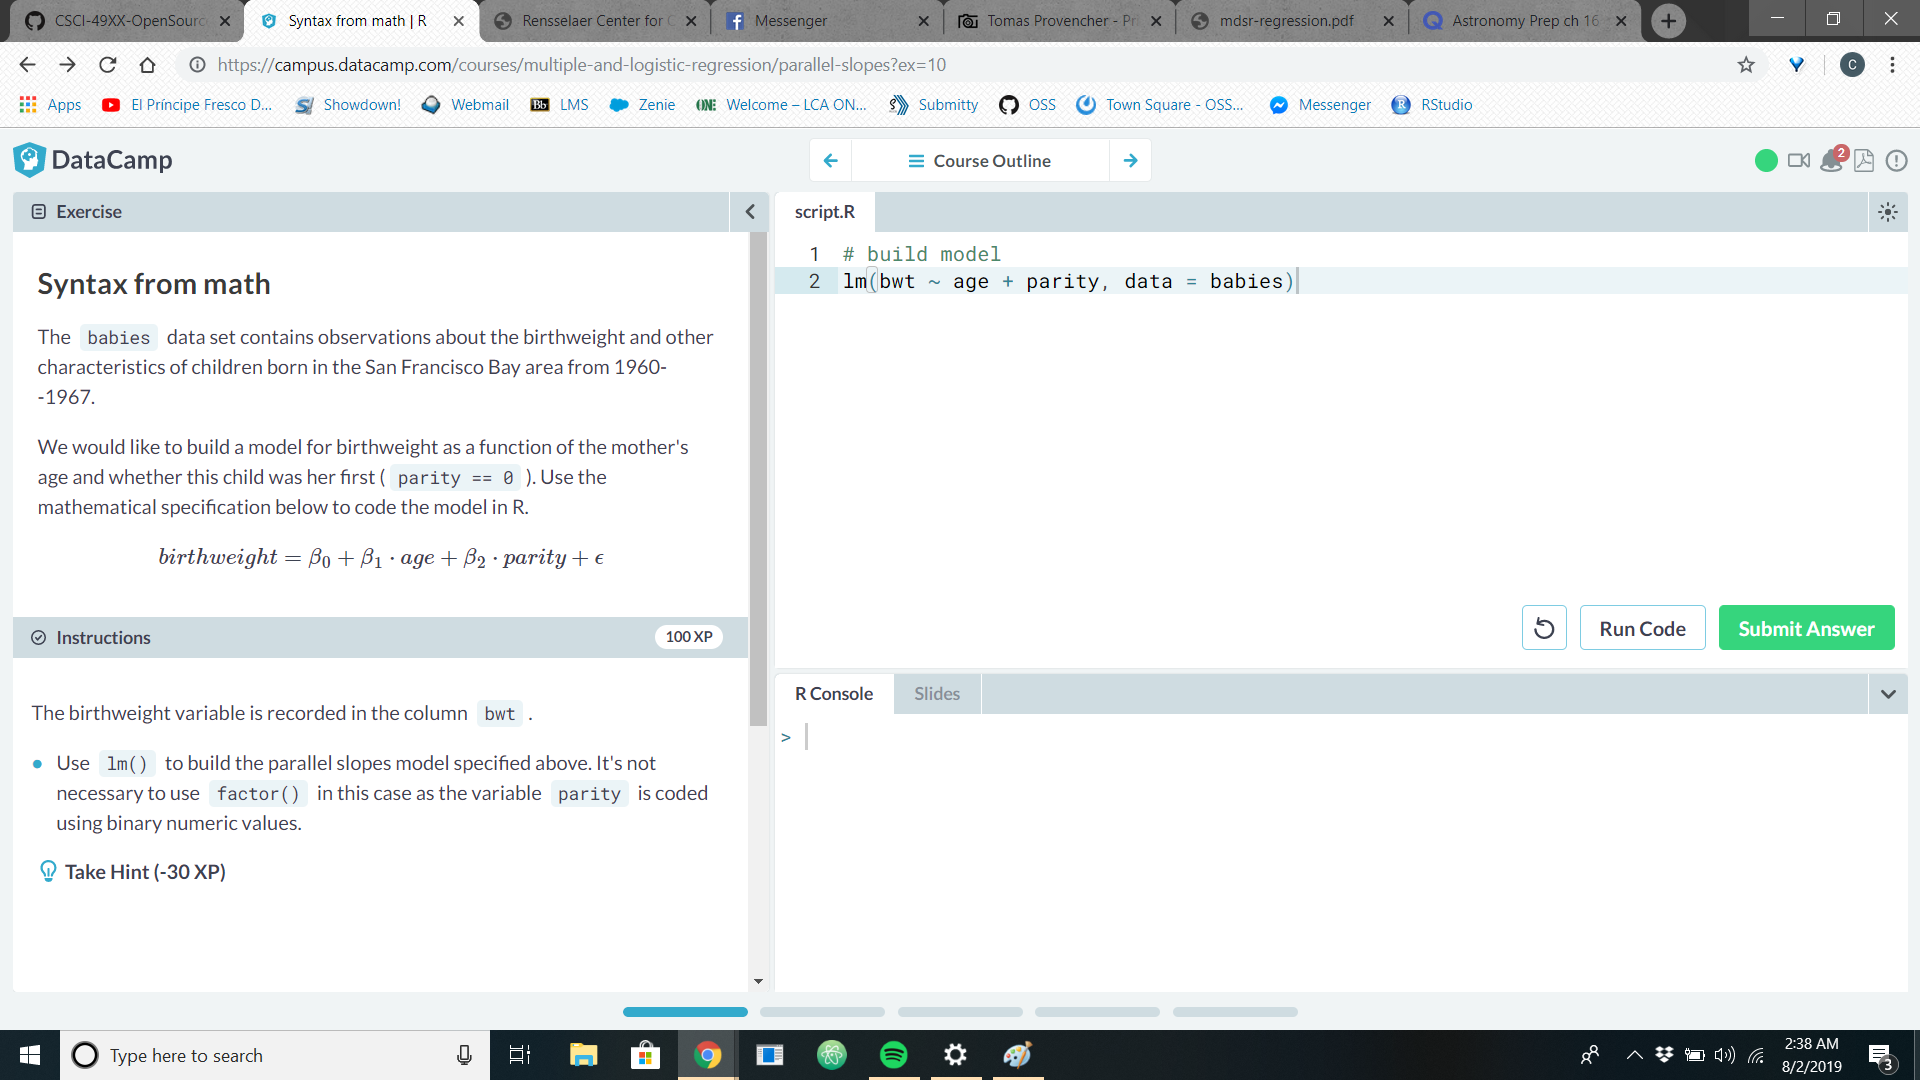 CSCI-49XX-OpenSourc
Syntax from math | R
Rensselaer Center for C
Messenger
Tomas Provencher - Pr
mdsr-regression.pdf
Astronomy Prep ch 16
https://campus.datacamp.com/courses/multiple-and-logistic-regression/parallel-slopes?ex=10
C
Apps
El Príncipe Fresco D...
Showdown!
Webmail
Bb
LMS
Zenie
ONE
Welcome – LCA ON...
Submitty
OSS
Town Square - OSS...
Messenger
R
RStudio
DataCamp
Course Outline
2
Exercise
Syntax from math
The babies data set contains observations about the birthweight and other
characteristics of children born in the San Francisco Bay area from 1960-
-1967.
We would like to build a model for birthweight as a function of the mother's
age and whether this child was her first ( parity == 0 ). Use the
mathematical specification below to code the model in R.
birthweight = β0 + β1 · age + β2 · parity + ϵ
Instructions
100 XP
The birthweight variable is recorded in the column bwt .
Use lm() to build the parallel slopes model specified above. It's not
necessary to use factor() in this case as the variable parity is coded
using binary numeric values.
Take Hint (-30 XP)
script.R
1 # build model
2 lm(bwt ~ age + parity, data = babies)
Run Code
Submit Answer
R Console
Slides
>
Type here to search
2:38 AM
8/2/2019
3